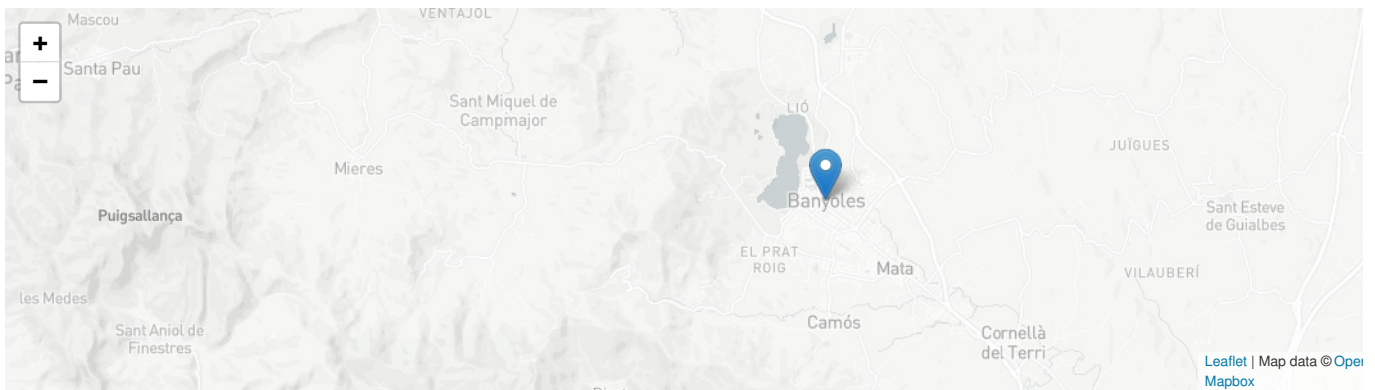 Mascou
VENTAJOL
+
Santa Pau
−
Sant Miquel de
Campmajor
LIÓ
JUÏGUES
Mieres
Banyoles
Puigsallança
Sant Esteve
de Guialbes
EL PRAT
ROIG
Mata
VILAUBERÍ
les Medes
Sant Aniol de
Finestres
Camós
Cornellà
del Terri
Leaflet | Map data © Open
Mapbox